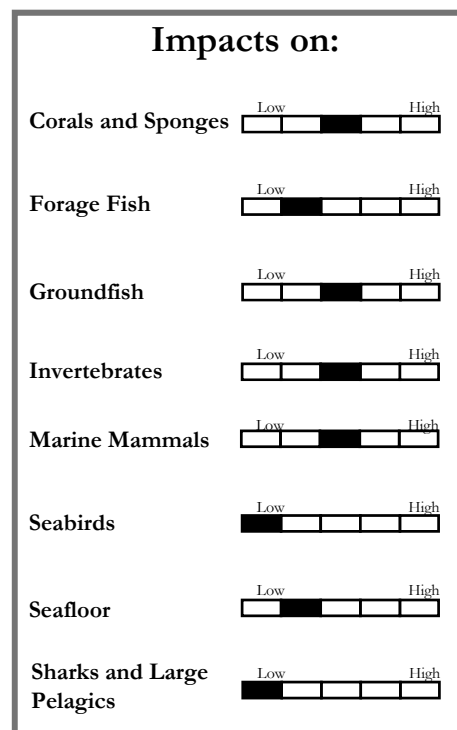 Impacts on:
Low High
Corals and Sponges
Low High
Forage Fish
Low High
Groundfish
Low High
Invertebrates
Low High
Marine Mammals
Low High
Seabirds
Low High
Seafloor
Sharks and Large
Low High
Pelagics